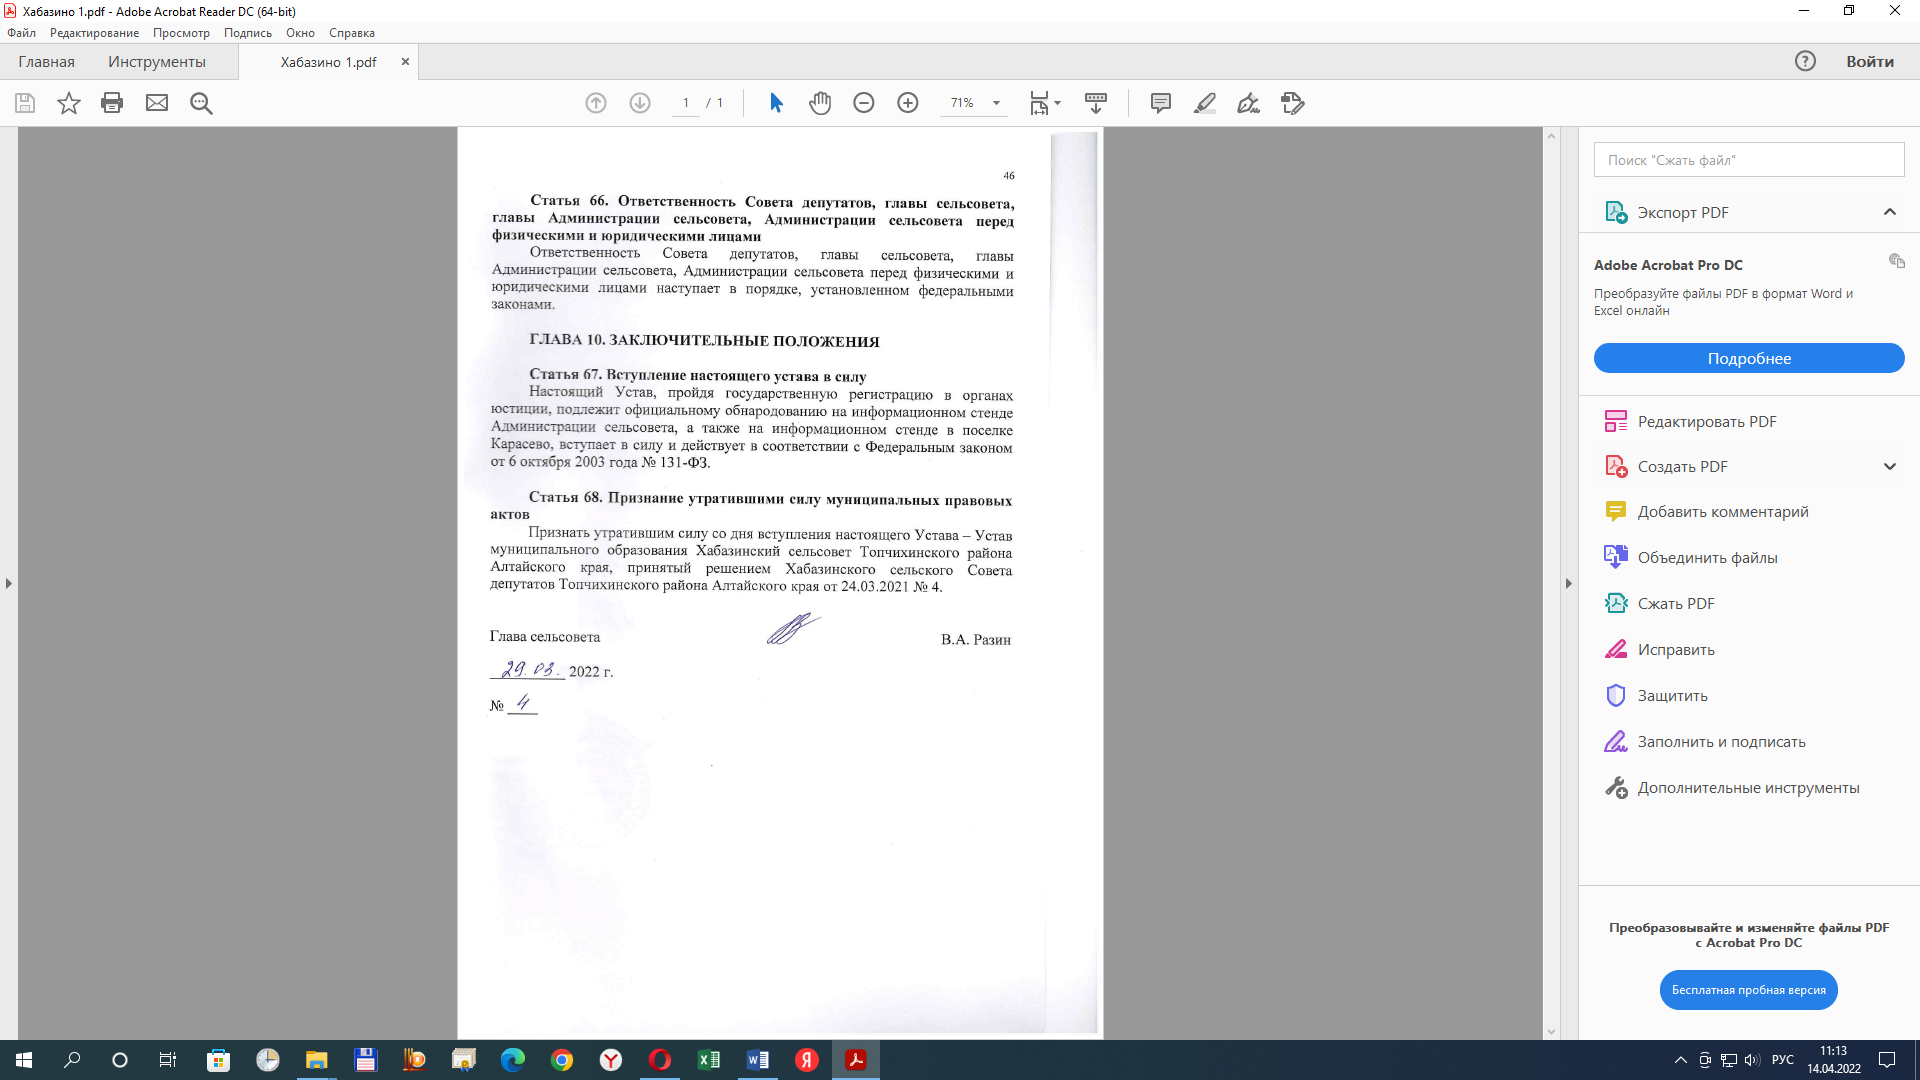 Хабазино 1.pdf - Adobe Acrobat Reader DC (64-bit)
Файл Редактирование Просмотр Подпись Окно Справка
Главная Инструменты Хабазино 1.pdf × ? Войти
1 / 1 71%
46
Статья 66. Ответственность Совета депутатов, главы сельсовета,
главы Администрации сельсовета, Администрации сельсовета перед
физическими и юридическими лицами
Ответственность Совета депутатов, главы сельсовета, главы
Администрации сельсовета, Администрации сельсовета перед физическими и
юридическими лицами наступает в порядке, установленном федеральными
законами.
ГЛАВА 10. ЗАКЛЮЧИТЕЛЬНЫЕ ПОЛОЖЕНИЯ
Статья 67. Вступление настоящего устава в силу
Настоящий Устав, пройдя государственную регистрацию в органах
юстиции, подлежит официальному обнародованию на информационном стенде
Администрации сельсовета, а также на информационном стенде в поселке
Карасево, вступает в силу и действует в соответствии с Федеральным законом
от 6 октября 2003 года № 131-ФЗ.
Статья 68. Признание утратившими силу муниципальных правовых
актов
Признать утратившим силу со дня вступления настоящего Устава – Устав
муниципального образования Хабазинский сельсовет Топчихинского района
Алтайского края, принятый решением Хабазинского сельского Совета
депутатов Топчихинского района Алтайского края от 24.03.2021 № 4.
Глава сельсовета В.А. Разин
29.03. 2022 г.
№ 4
Поиск "Сжать файл"
Экспорт PDF
Adobe Acrobat Pro DC
Преобразуйте файлы PDF в формат Word и
Excel онлайн
Подробнее
Редактировать PDF
Создать PDF
Добавить комментарий
Объединить файлы
Сжать PDF
Исправить
Защитить
Заполнить и подписать
Дополнительные инструменты
Преобразовывайте и изменяйте файлы PDF
с Acrobat Pro DC
Бесплатная пробная версия
РУС
11:13
14.04.2022